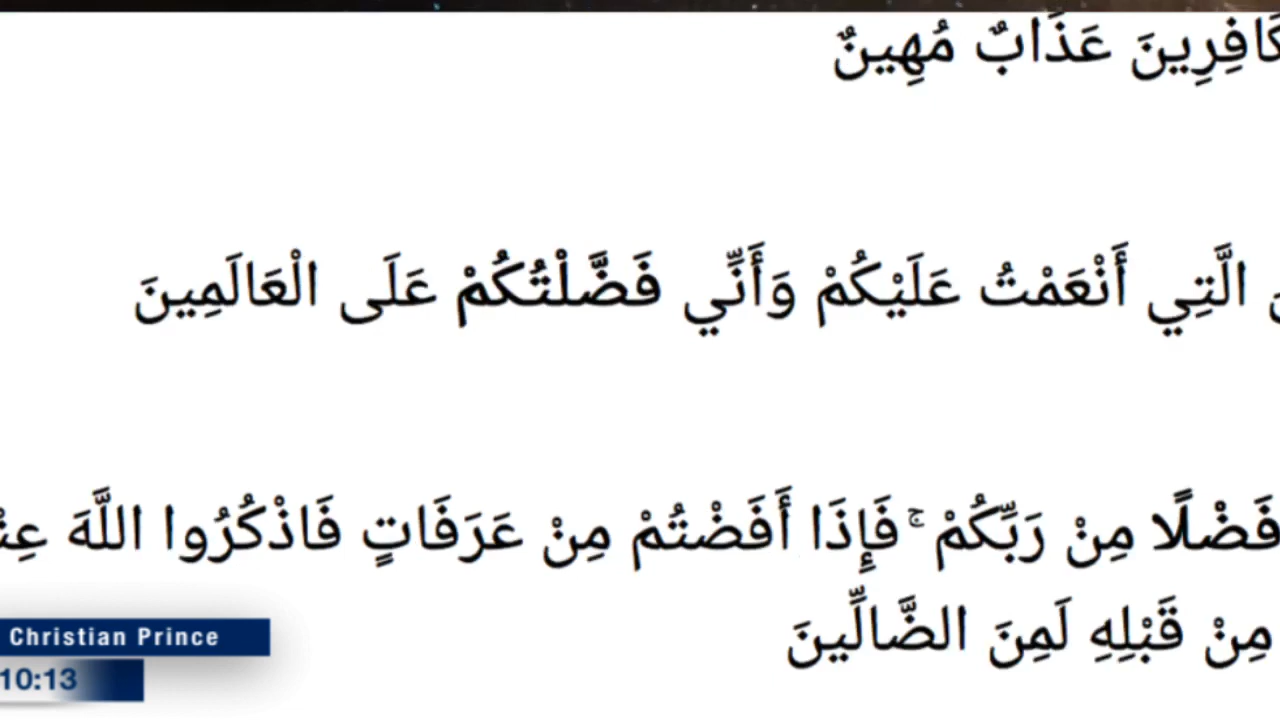 كَافِرِينَ عَذَابٌ مُهِينٌ
الَّتِي أَنْعَمْتُ عَلَيْكُمْ وَأَنِّي فَضَّلْتُكُمْ عَلَى الْعَالَمِينَ
فَضْلًا مِنْ رَبِّكُمْ ۚ فَإِذَا أَفَضْتُمْ مِنْ عَرَفَاتٍ فَاذْكُرُوا اللَّهَ
مِنْ قَبْلِهِ لَمِنَ الضَّالِّينَ
Christian Prince
10:13